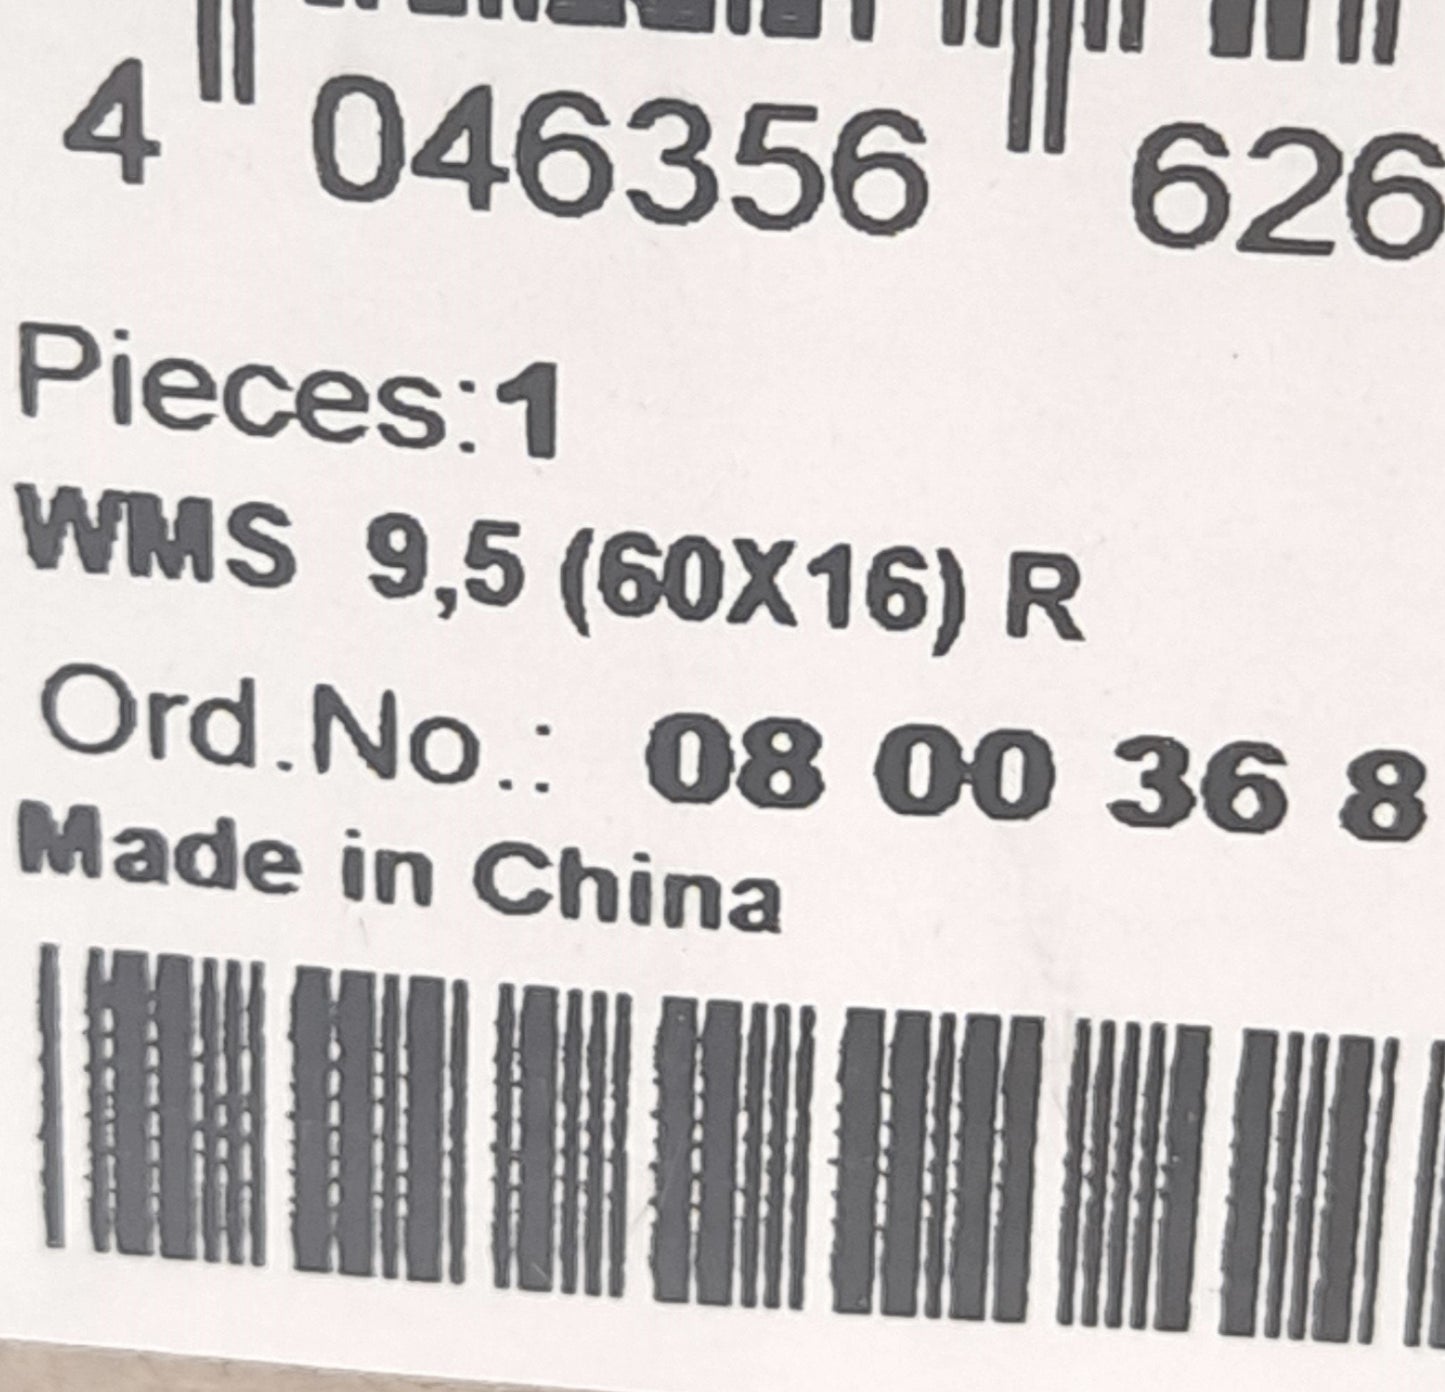 4 046356 626
Pieces:1
WMS 9,5 (60X16) R
Ord.No.: 08 00 36 8
Made in China